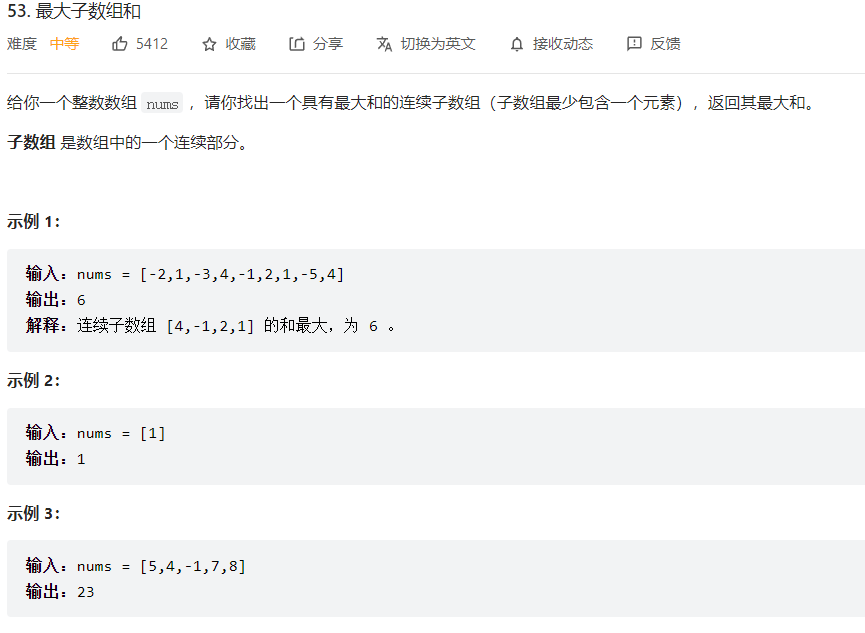 53. 最大子数组和
难度 中等 5412 收藏 分享 切换为英文 接收动态 反馈
给你一个整数数组 nums ，请你找出一个具有最大和的连续子数组（子数组最少包含一个元素），返回其最大和。
子数组 是数组中的一个连续部分。
示例 1：
输入：nums = [-2,1,-3,4,-1,2,1,-5,4]
输出：6
解释：连续子数组 [4,-1,2,1] 的和最大，为 6 。
示例 2：
输入：nums = [1]
输出：1
示例 3：
输入：nums = [5,4,-1,7,8]
输出：23